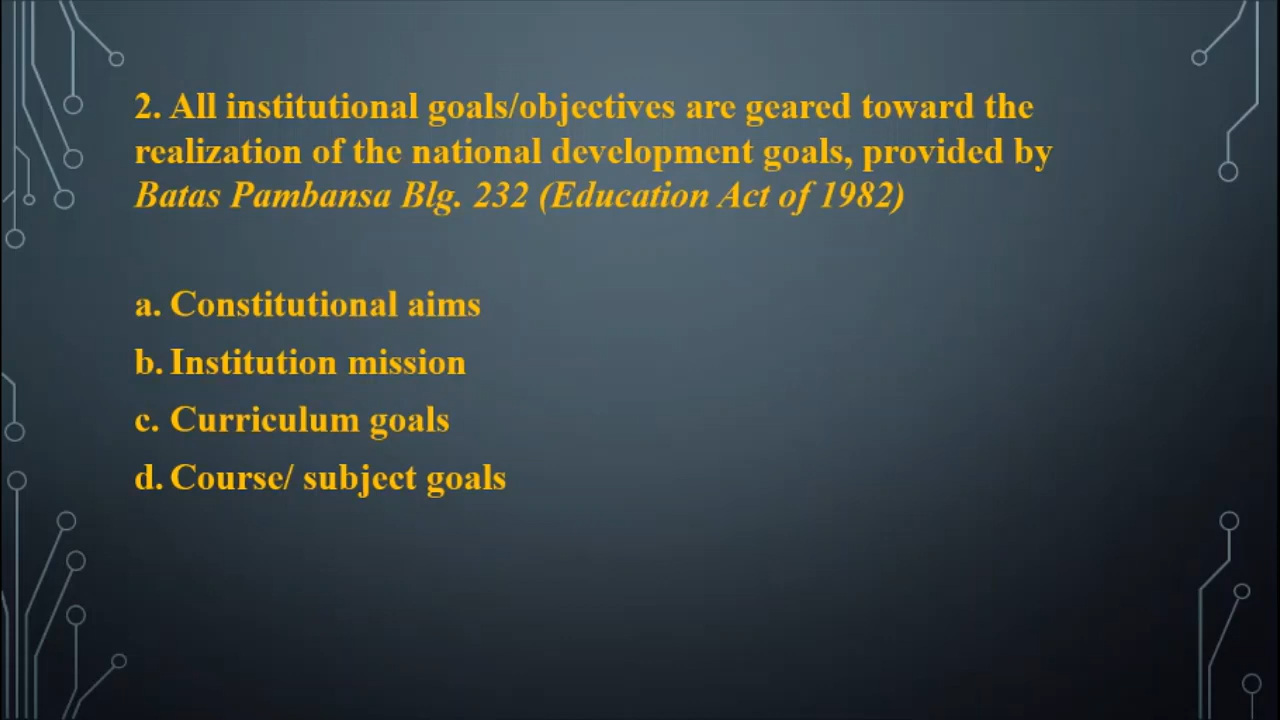 2. All institutional goals/objectives are geared toward the
realization of the national development goals, provided by
Batas Pambansa Blg. 232 (Education Act of 1982)
a. Constitutional aims
b. Institution mission
c. Curriculum goals
d. Course/ subject goals